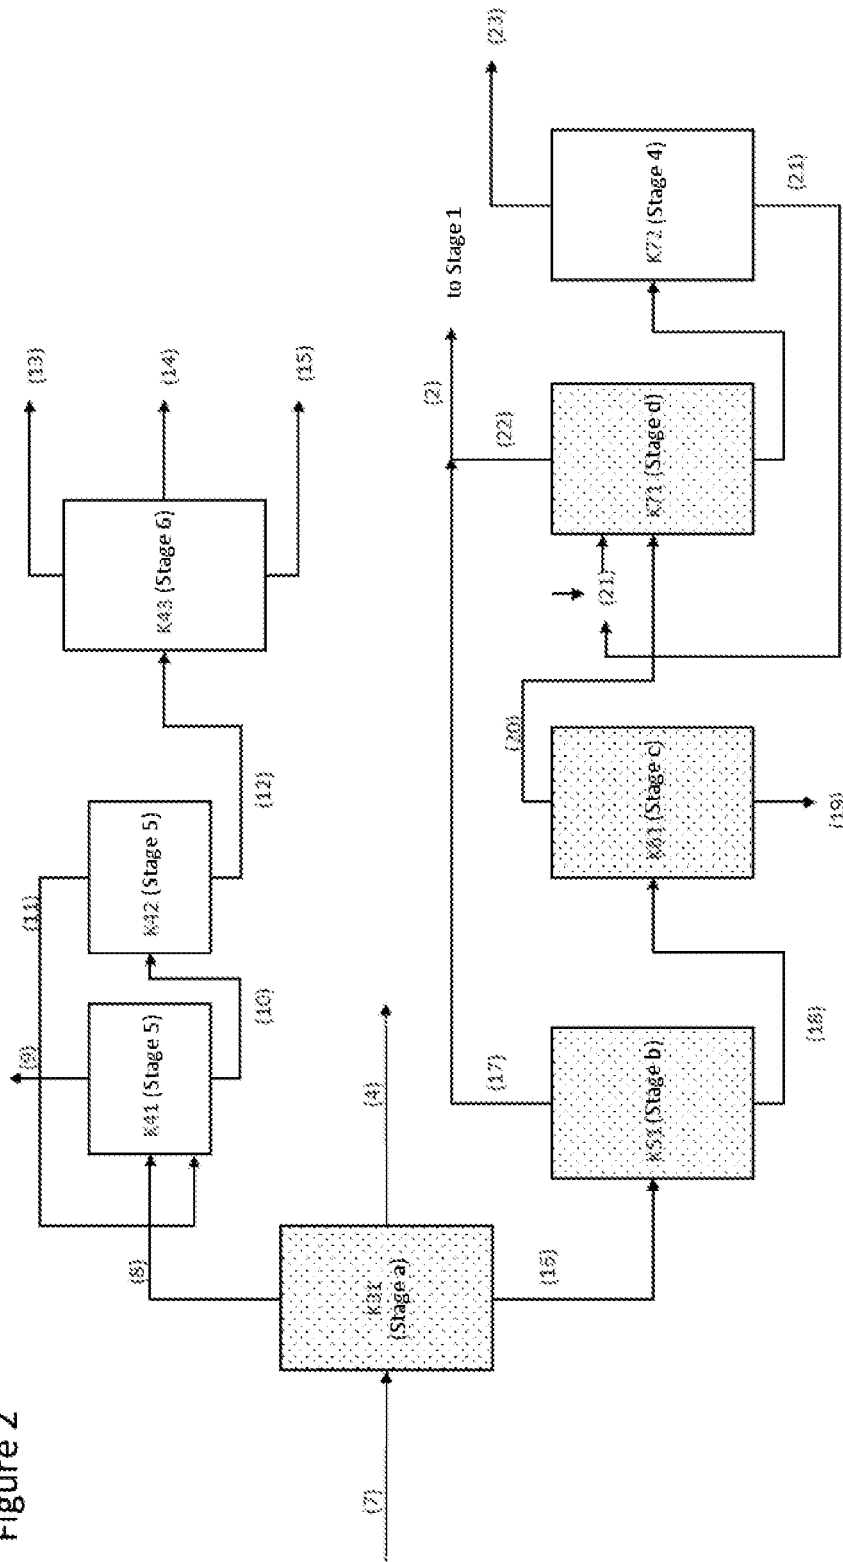 Figure 2
(7)
K31
(Stage a)
(4)
(8)
(16)
(9)
K41 (Stage 5)
(10)
(11)
K42 (Stage 5)
(12)
K43 (Stage 6)
(13)
(14)
(15)
K51 (Stage b)
(17)
(18)
K61 (Stage c)
(19)
(20)
(21)
K71 (Stage d)
(22)
(2)
to Stage 1
K72 (Stage 4)
(21)
(23)